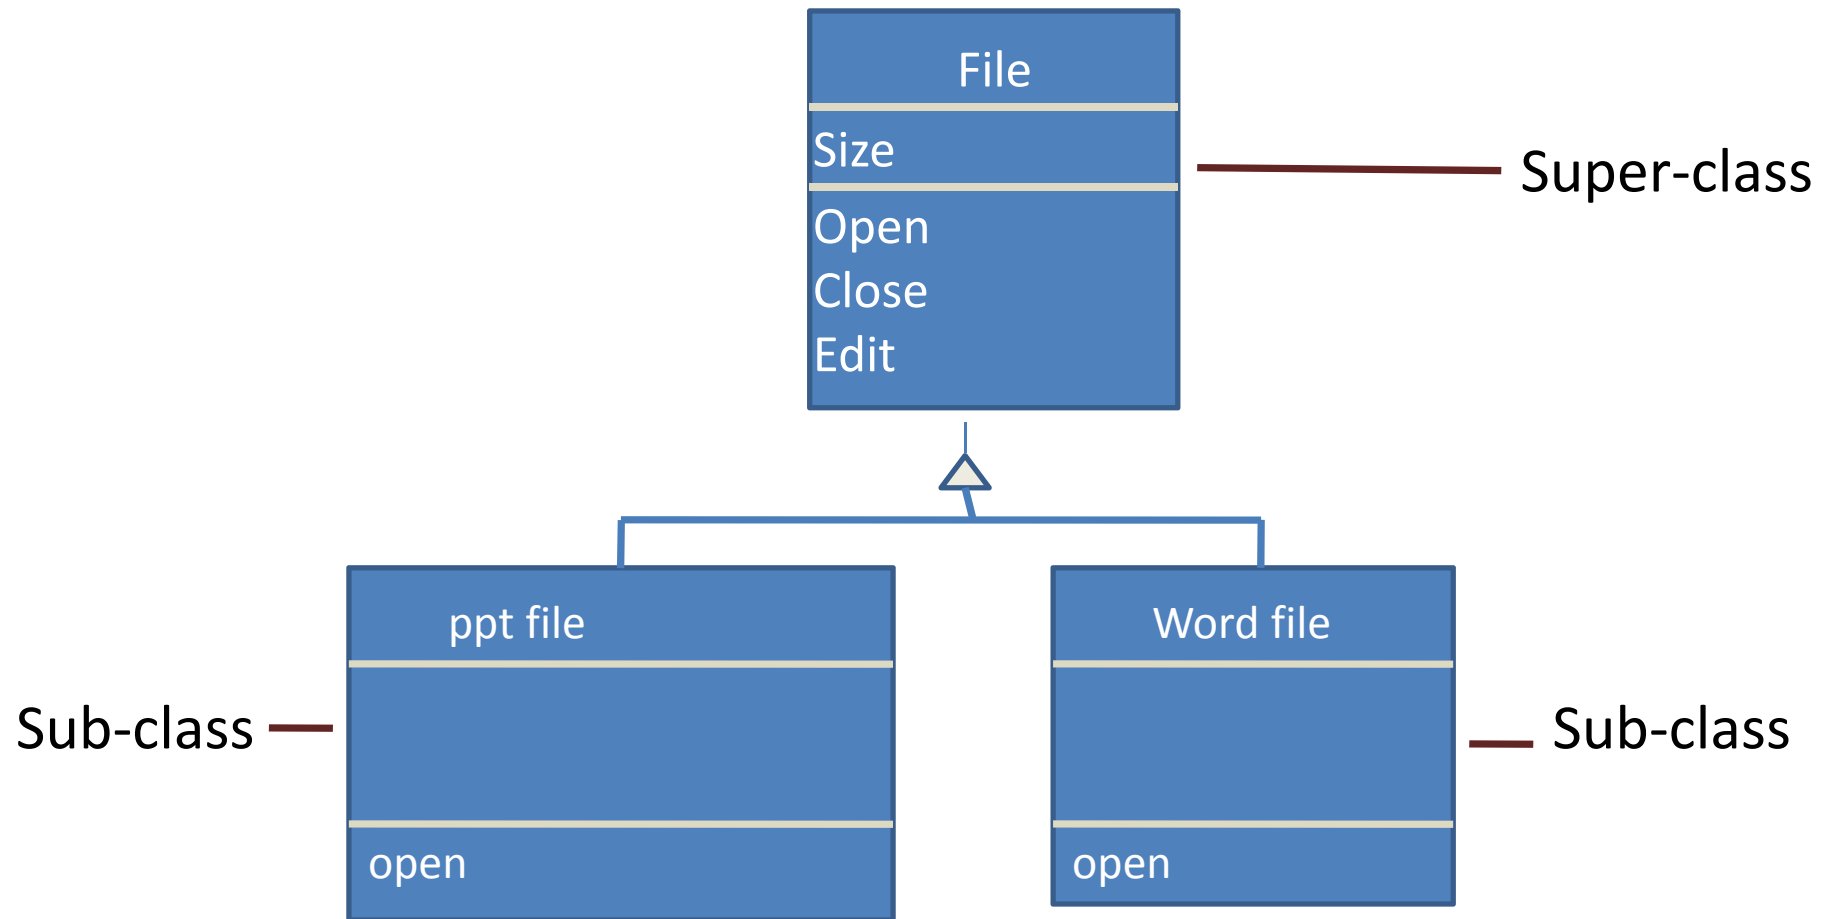 File
Size
Super-class
Open
Close
Edit
ppt file
Word file
Sub-class
Sub-class
open
open